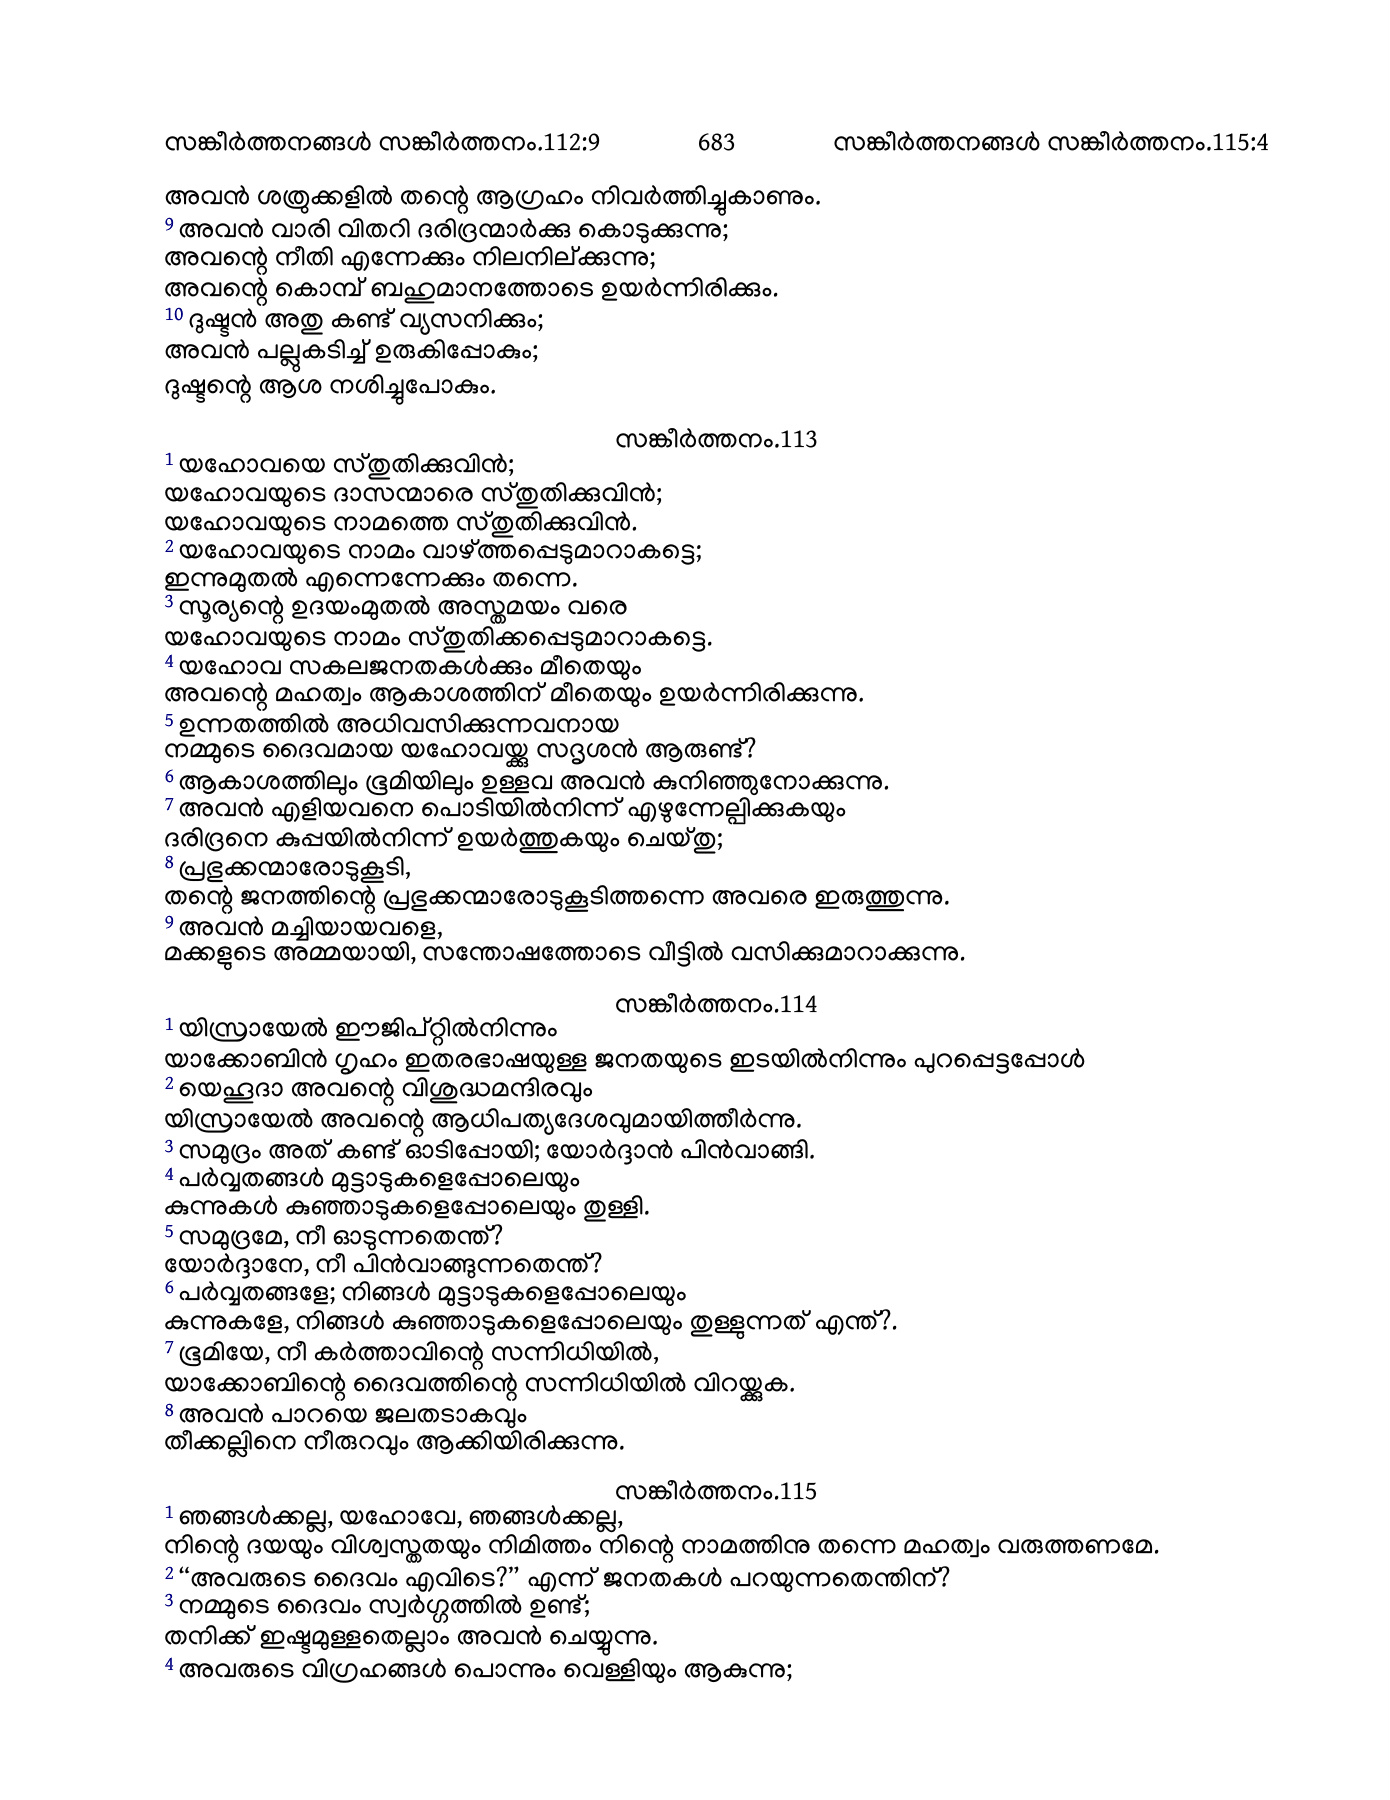 സങ്കീർത്തനങ്ങൾ സങ്കീർത്തനം.112:9 683 സങ്കീർത്തനങ്ങൾ സങ്കീർത്തനം.115:4
അവൻ ശത്രുക്കളിൽ തന്റെ ആഗ്രഹം നിവർത്തിച്ചുകാണും.
9 അവൻ വാരി വിതറി ദരിദ്രന്മാർക്കു കൊടുക്കുന്നു;
അവന്റെ നീതി എന്നേക്കും നിലനില്ക്കുന്നു;
അവന്റെ കൊമ്പ് ബഹുമാനത്തോടെ ഉയർന്നിരിക്കും.
10 ദുഷ്ടൻ അതു കണ്ട് വ്യസനിക്കും;
അവൻ പല്ലുകടിച്ച് ഉരുകിപ്പോകും;
ദുഷ്ടന്റെ ആശ നശിച്ചുപോകും.
സങ്കീർത്തനം.113
1 യഹോവയെ സ്തുതിക്കുവിൻ;
യഹോവയുടെ ദാസന്മാരെ സ്തുതിക്കുവിൻ;
യഹോവയുടെ നാമത്തെ സ്തുതിക്കുവിൻ.
2 യഹോവയുടെ നാമം വാഴ്ത്തപ്പെടുമാറാകട്ടെ;
ഇന്നുമുതൽ എന്നെന്നേക്കും തന്നെ.
3 സൂര്യന്റെ ഉദയംമുതൽ അസ്തമയം വരെ
യഹോവയുടെ നാമം സ്തുതിക്കപ്പെടുമാറാകട്ടെ.
4 യഹോവ സകലജനതകൾക്കും മീതെയും
അവന്റെ മഹത്വം ആകാശത്തിന് മീതെയും ഉയർന്നിരിക്കുന്നു.
5 ഉന്നതത്തിൽ അധിവസിക്കുന്നവനായ
നമ്മുടെ ദൈവമായ യഹോവയ്ക്കു സദൃശൻ ആരുണ്ട്?
6 ആകാശത്തിലും ഭൂമിയിലും ഉള്ളവ അവൻ കുനിഞ്ഞുനോക്കുന്നു.
7 അവൻ എളിയവനെ പൊടിയിൽനിന്ന് എഴുന്നേല്പിക്കുകയും
ദരിദ്രനെ കുപ്പയിൽനിന്ന് ഉയർത്തുകയും ചെയ്തു;
8 പ്രഭുക്കന്മാരോടുകൂടി,
തന്റെ ജനത്തിന്റെ പ്രഭുക്കന്മാരോടുകൂടിത്തന്നെ അവരെ ഇരുത്തുന്നു.
9 അവൻ മച്ചിയായവളെ,
മക്കളുടെ അമ്മയായി, സന്തോഷത്തോടെ വീട്ടിൽ വസിക്കുമാറാക്കുന്നു.
സങ്കീർത്തനം.114
1 യിസ്രായേൽ ഈജിപ്റ്റിൽനിന്നും
യാക്കോബിൻ ഗൃഹം ഇതരഭാഷയുള്ള ജനതയുടെ ഇടയിൽനിന്നും പുറപ്പെട്ടപ്പോൾ
2 യെഹൂദാ അവന്റെ വിശുദ്ധമന്ദിരവും
യിസ്രായേൽ അവന്റെ ആധിപത്യദേശവുമായിത്തീർന്നു.
3 സമുദ്രം അത് കണ്ട് ഓടിപ്പോയി; യോർദ്ദാൻ പിൻവാങ്ങി.
4 പർവ്വതങ്ങൾ മുട്ടാടുകളെപ്പോലെയും
കുന്നുകൾ കുഞ്ഞാടുകളെപ്പോലെയും തുള്ളി.
5 സമുദ്രമേ, നീ ഓടുന്നതെന്ത്?
യോർദ്ദാനേ, നീ പിൻവാങ്ങുന്നതെന്ത്?
6 പർവ്വതങ്ങളേ; നിങ്ങൾ മുട്ടാടുകളെപ്പോലെയും
കുന്നുകളേ, നിങ്ങൾ കുഞ്ഞാടുകളെപ്പോലെയും തുള്ളുന്നത് എന്ത്?.
7 ഭൂമിയേ, നീ കർത്താവിന്റെ സന്നിധിയിൽ,
യാക്കോബിന്റെ ദൈവത്തിന്റെ സന്നിധിയിൽ വിറയ്ക്കുക.
8 അവൻ പാറയെ ജലതടാകവും
തീക്കല്ലിനെ നീരുറവും ആക്കിയിരിക്കുന്നു.
സങ്കീർത്തനം.115
1 ഞങ്ങൾക്കല്ല, യഹോവേ, ഞങ്ങൾക്കല്ല,
നിന്റെ ദയയും വിശ്വസ്തതയും നിമിത്തം നിന്റെ നാമത്തിനു തന്നെ മഹത്വം വരുത്തണമേ.
2 “അവരുടെ ദൈവം എവിടെ?” എന്ന് ജനതകൾ പറയുന്നതെന്തിന്?
3 നമ്മുടെ ദൈവം സ്വർഗ്ഗത്തിൽ ഉണ്ട്;
തനിക്ക് ഇഷ്ടമുള്ളതെല്ലാം അവൻ ചെയ്യുന്നു.
4 അവരുടെ വിഗ്രഹങ്ങൾ പൊന്നും വെള്ളിയും ആകുന്നു;